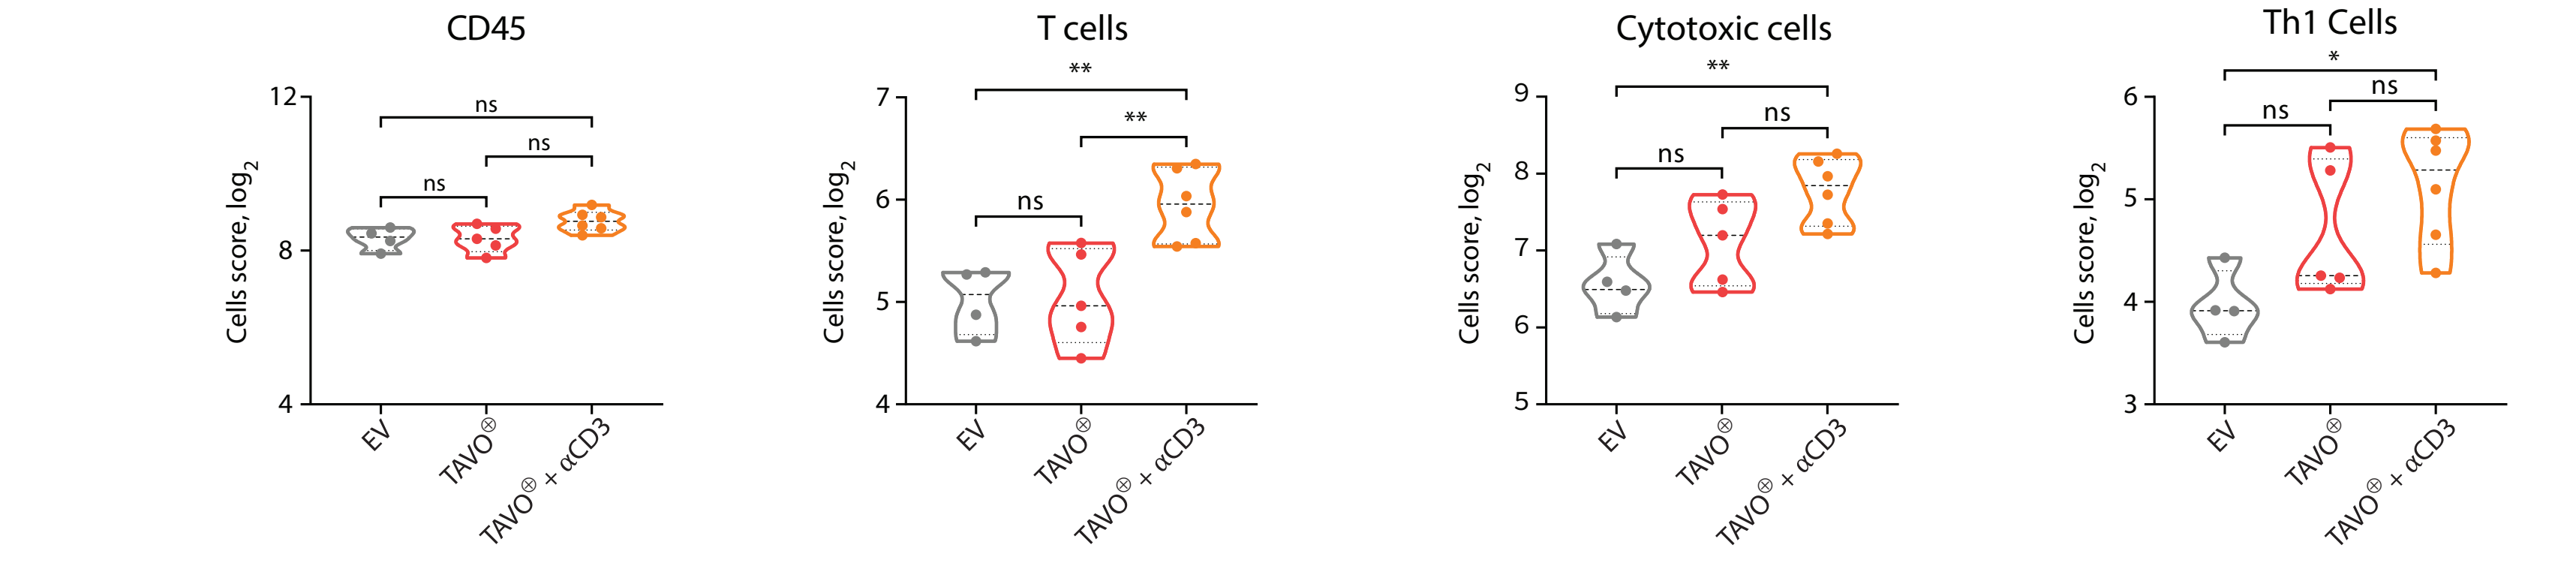 CD45
Cells score, log2
12
8
4
ns
ns
ns
EV
TAVO⊗
TAVO⊗ + αCD3
T cells
Cells score, log2
7
6
5
4
**
**
ns
EV
TAVO⊗
TAVO⊗ + αCD3
Cytotoxic cells
Cells score, log2
9
8
7
6
5
**
ns
ns
EV
TAVO⊗
TAVO⊗ + αCD3
Th1 Cells
Cells score, log2
6
5
4
3
*
ns
ns
EV
TAVO⊗
TAVO⊗ + αCD3